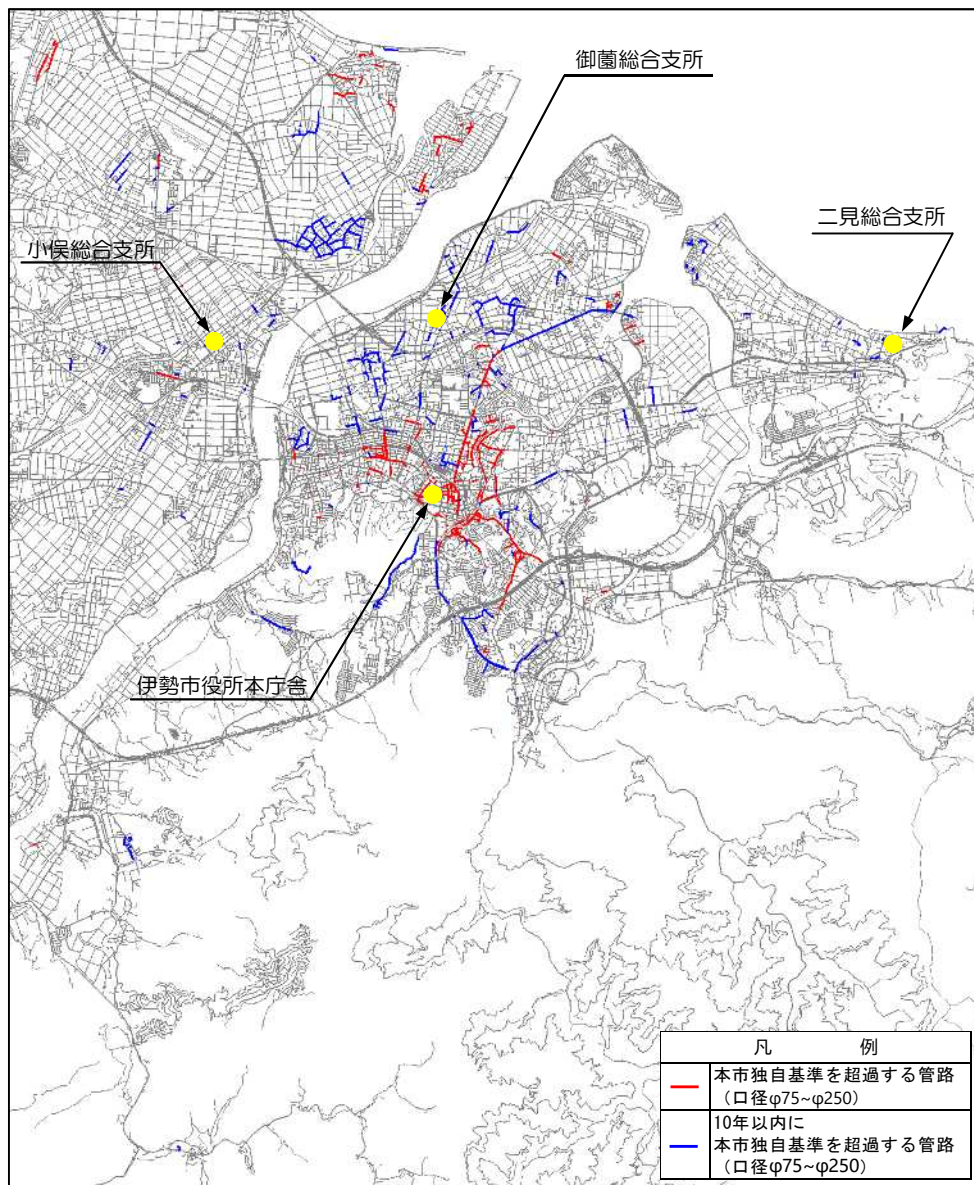 御薗総合支所
二見総合支所
小俣総合支所
伊勢市役所本庁舎
凡 例
本市独自基準を超過する管路
（口径φ75~φ250）
10年以内に
本市独自基準を超過する管路
（口径φ75~φ250）